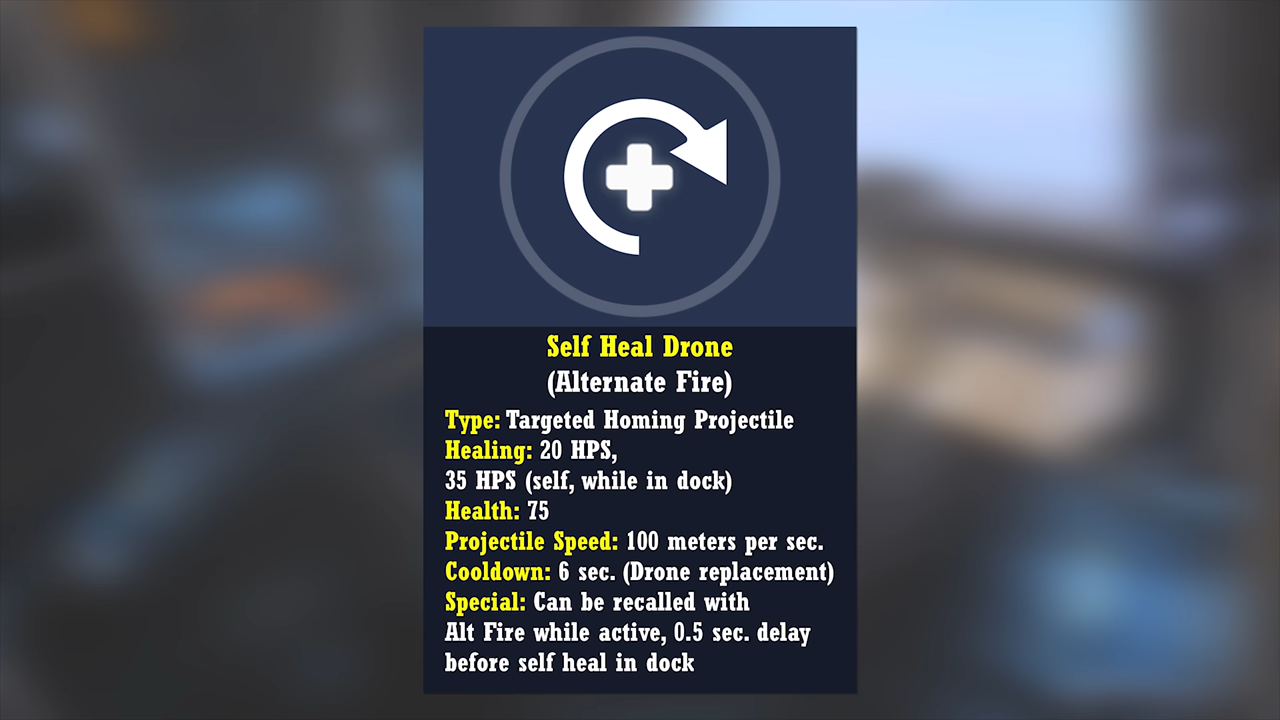 Self Heal Drone
(Alternate Fire)
Type: Targeted Homing Projectile
Healing: 20 HPS,
35 HPS (self, while in dock)
Health: 75
Projectile Speed: 100 meters per sec.
Cooldown: 6 sec. (Drone replacement)
Special: Can be recalled with
Alt Fire while active, 0.5 sec. delay
before self heal in dock